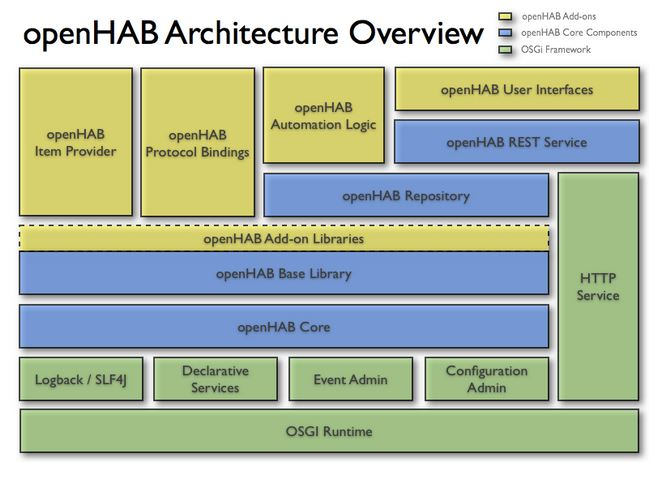 openHAB Architecture Overview
openHAB Add-ons
openHAB Core Components
OSGi Framework
openHAB
Item Provider
openHAB
Protocol Bindings
openHAB
Automation Logic
openHAB User Interfaces
openHAB REST Service
openHAB Repository
openHAB Add-on Libraries
openHAB Base Library
HTTP
Service
openHAB Core
Logback / SLF4J
Declarative
Services
Event Admin
Configuration
Admin
OSGI Runtime